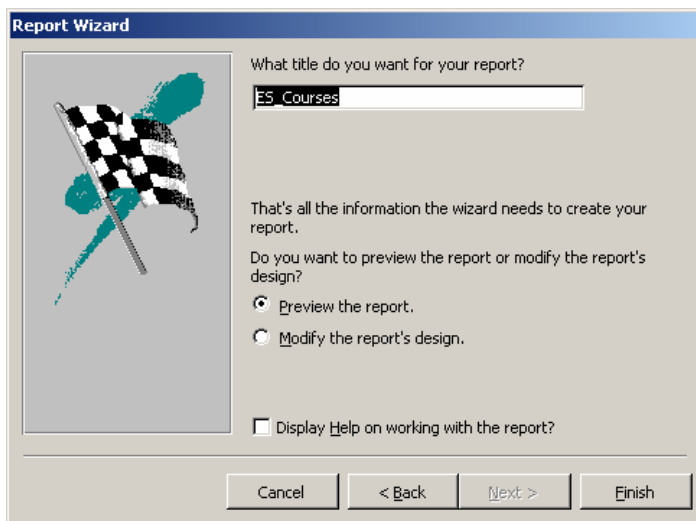 Report Wizard
What title do you want for your report?
ES_Courses
That's all the information the wizard needs to create your
report.
Do you want to preview the report or modify the report's
design?
Preview the report.
Modify the report's design.
Display Help on working with the report?
Cancel
< Back
Next >
Finish